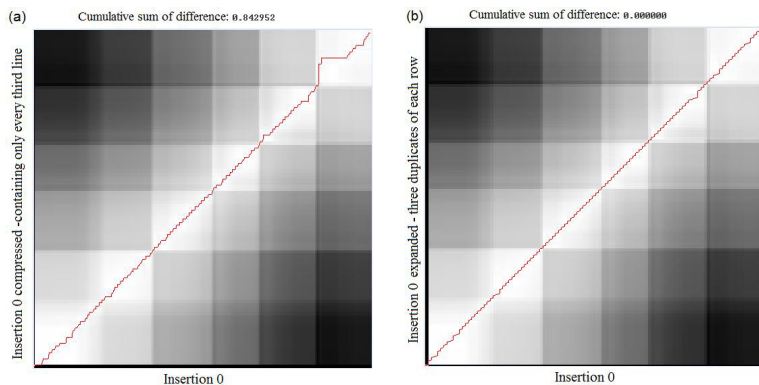 (a)
Cumulative sum of difference: 0.842952
Insertion 0 compressed -containing only every third line
Insertion 0
(b)
Cumulative sum of difference: 0.000000
Insertion 0 expanded - three duplicates of each row
Insertion 0